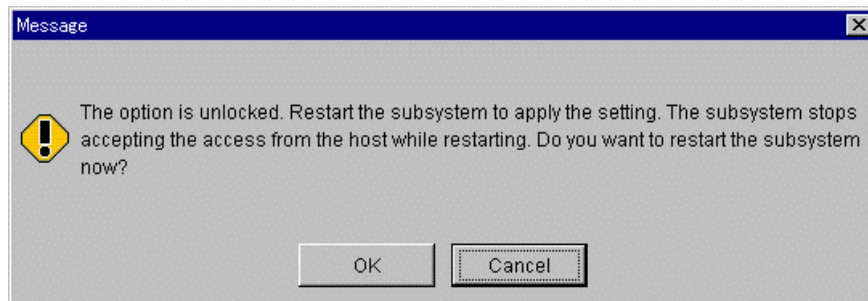 Message
The option is unlocked. Restart the subsystem to apply the setting. The subsystem stops
accepting the access from the host while restarting. Do you want to restart the subsystem
now?
OK
Cancel